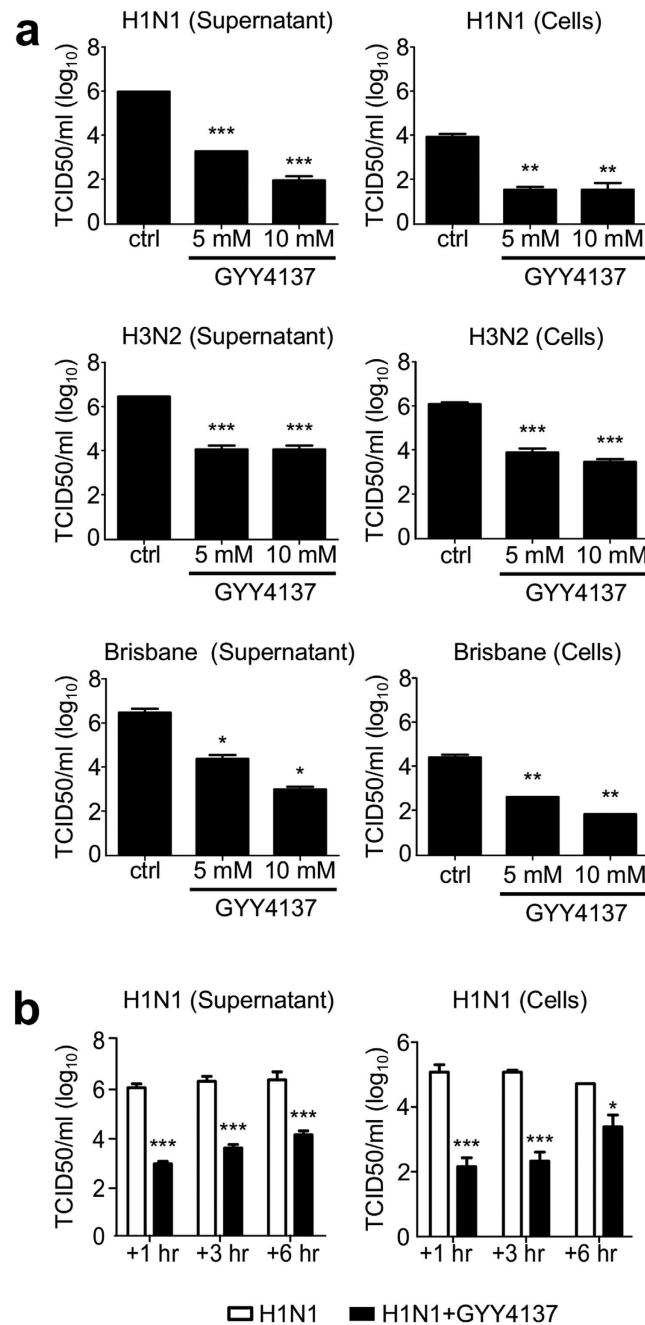 a
H1N1 (Supernatant)
H1N1 (Cells)
TCID50/ml (log10)
8
6
4
2
0
ctrl
5 mM
10 mM
GYY4137
TCID50/ml (log10)
8
6
4
2
0
ctrl
5 mM
10 mM
GYY4137
***
***
**
**
H3N2 (Supernatant)
H3N2 (Cells)
TCID50/ml (log10)
8
6
4
2
0
ctrl
5 mM
10 mM
GYY4137
***
***
TCID50/ml (log10)
8
6
4
2
0
ctrl
5 mM
10 mM
GYY4137
***
***
Brisbane (Supernatant)
Brisbane (Cells)
TCID50/ml (log10)
8
6
4
2
0
ctrl
5 mM
10 mM
GYY4137
*
*
TCID50/ml (log10)
8
6
4
2
0
ctrl
5 mM
10 mM
GYY4137
**
**
b
H1N1 (Supernatant)
H1N1 (Cells)
TCID50/ml (log10)
8
6
4
2
0
+1 hr
+3 hr
+6 hr
***
***
***
TCID50/ml (log10)
6
4
2
0
+1 hr
+3 hr
+6 hr
***
***
*
H1N1
H1N1+GYY4137